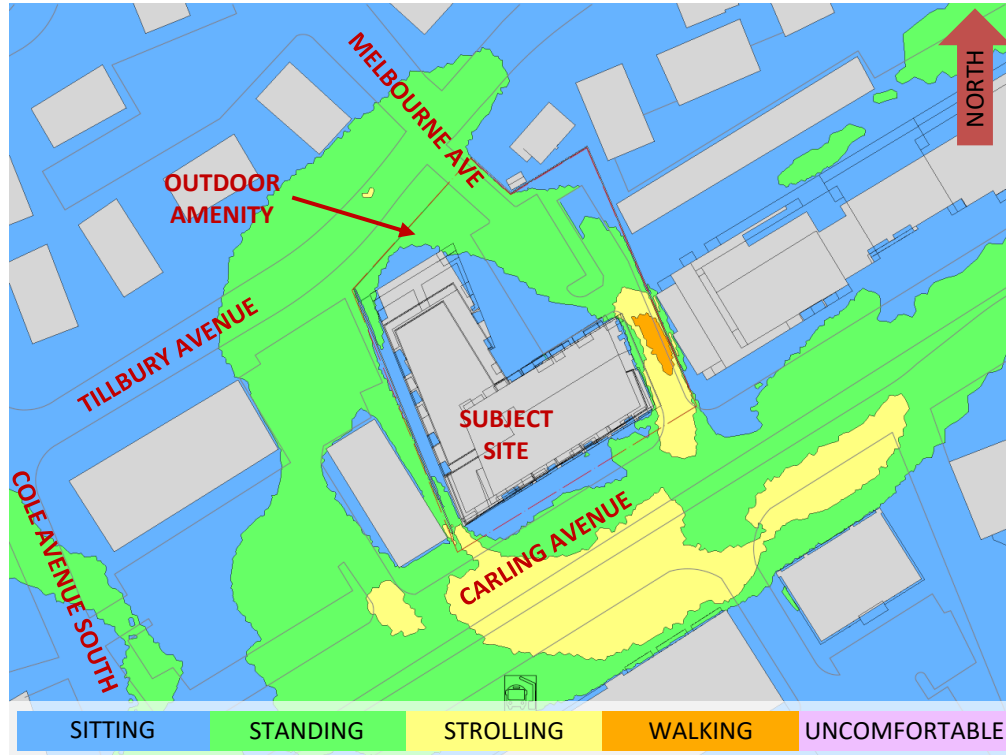 MELBOURNE AVE
NORTH
OUTDOOR
AMENITY
TILLBURY AVENUE
SUBJECT
SITE
COLE AVENUE SOUTH
CARLING AVENUE
SITTING
STANDING
STROLLING
WALKING
UNCOMFORTABLE